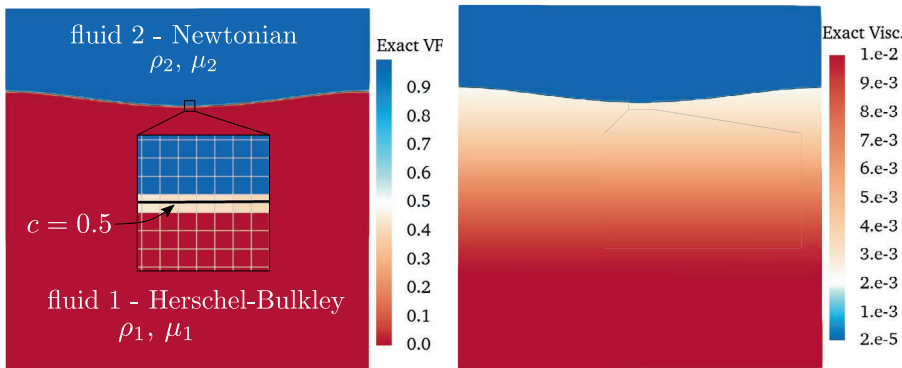 fluid 2 - Newtonian
ρ₂, μ₂
c = 0.5
fluid 1 - Herschel-Bulkley
ρ₁, μ₁
Exact VF
0.9
0.8
0.7
0.6
0.5
0.4
0.3
0.2
0.1
0.0
Exact Visc.
1.e-2
9.e-3
8.e-3
7.e-3
6.e-3
5.e-3
4.e-3
3.e-3
2.e-3
1.e-3
2.e-5